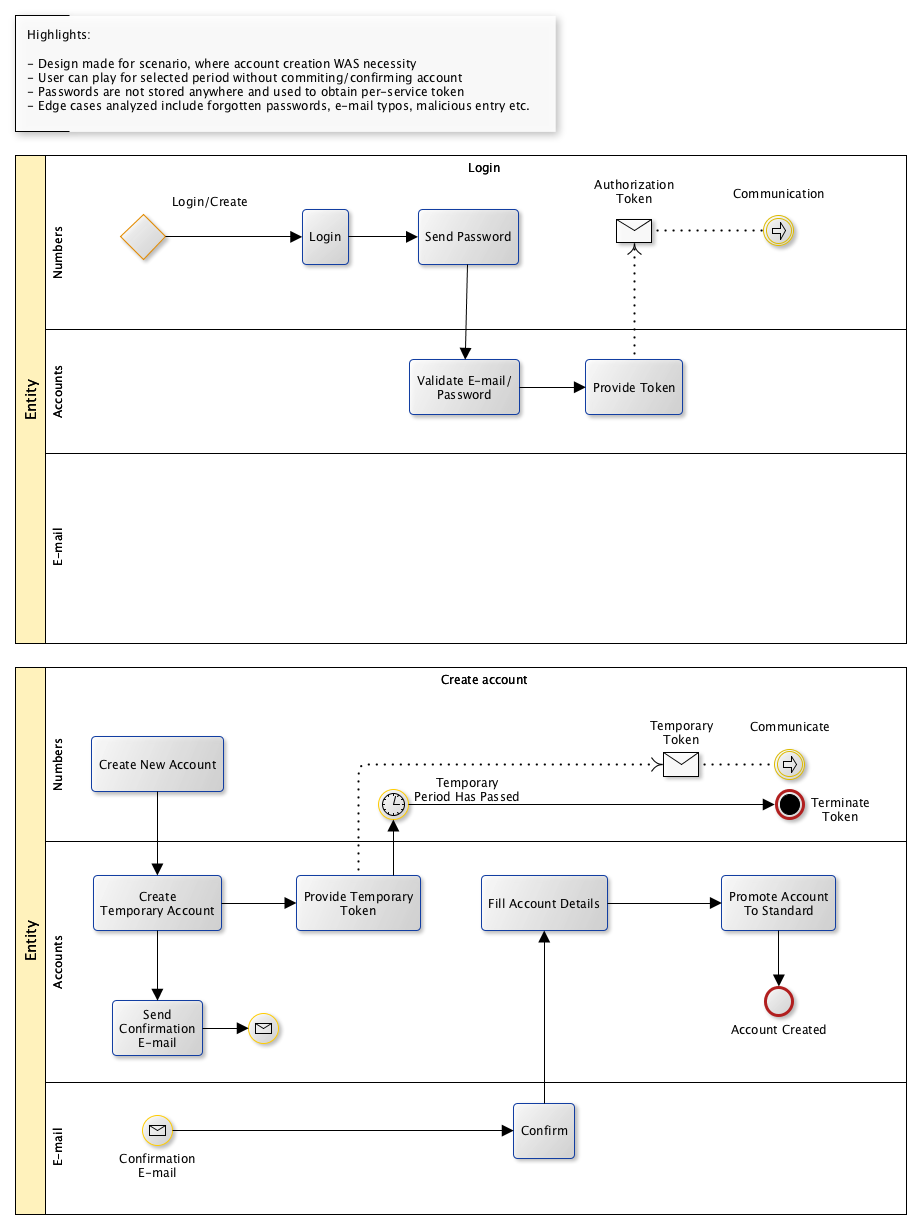 Highlights:
- Design made for scenario, where account creation WAS necessity
- User can play for selected period without commiting/confirming account
- Passwords are not stored anywhere and used to obtain per-service token
- Edge cases analyzed include forgotten passwords, e-mail typos, malicious entry etc.
Login
Entity
Numbers
Login/Create
Login
Send Password
Authorization
Token
Communication
Accounts
Validate E-mail/
Password
Provide Token
E-mail
Create account
Entity
Numbers
Create New Account
Temporary
Period Has Passed
Temporary
Token
Communicate
Terminate
Token
Accounts
Create
Temporary Account
Provide Temporary
Token
Fill Account Details
Promote Account
To Standard
Send
Confirmation
E-mail
Account Created
E-mail
Confirmation
E-mail
Confirm